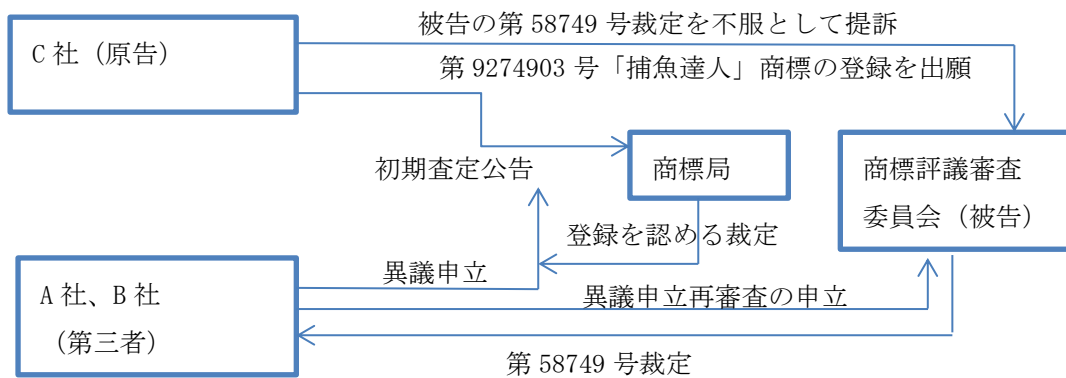 被告の第 58749 号裁定を不服として提訴
C 社（原告）
第 9274903 号「捕魚達人」商標の登録を出願
初期査定公告
商標局
商標評議審査
委員会（被告）
登録を認める裁定
異議申立
A 社、B 社
（第三者）
異議申立再審査の申立
第 58749 号裁定